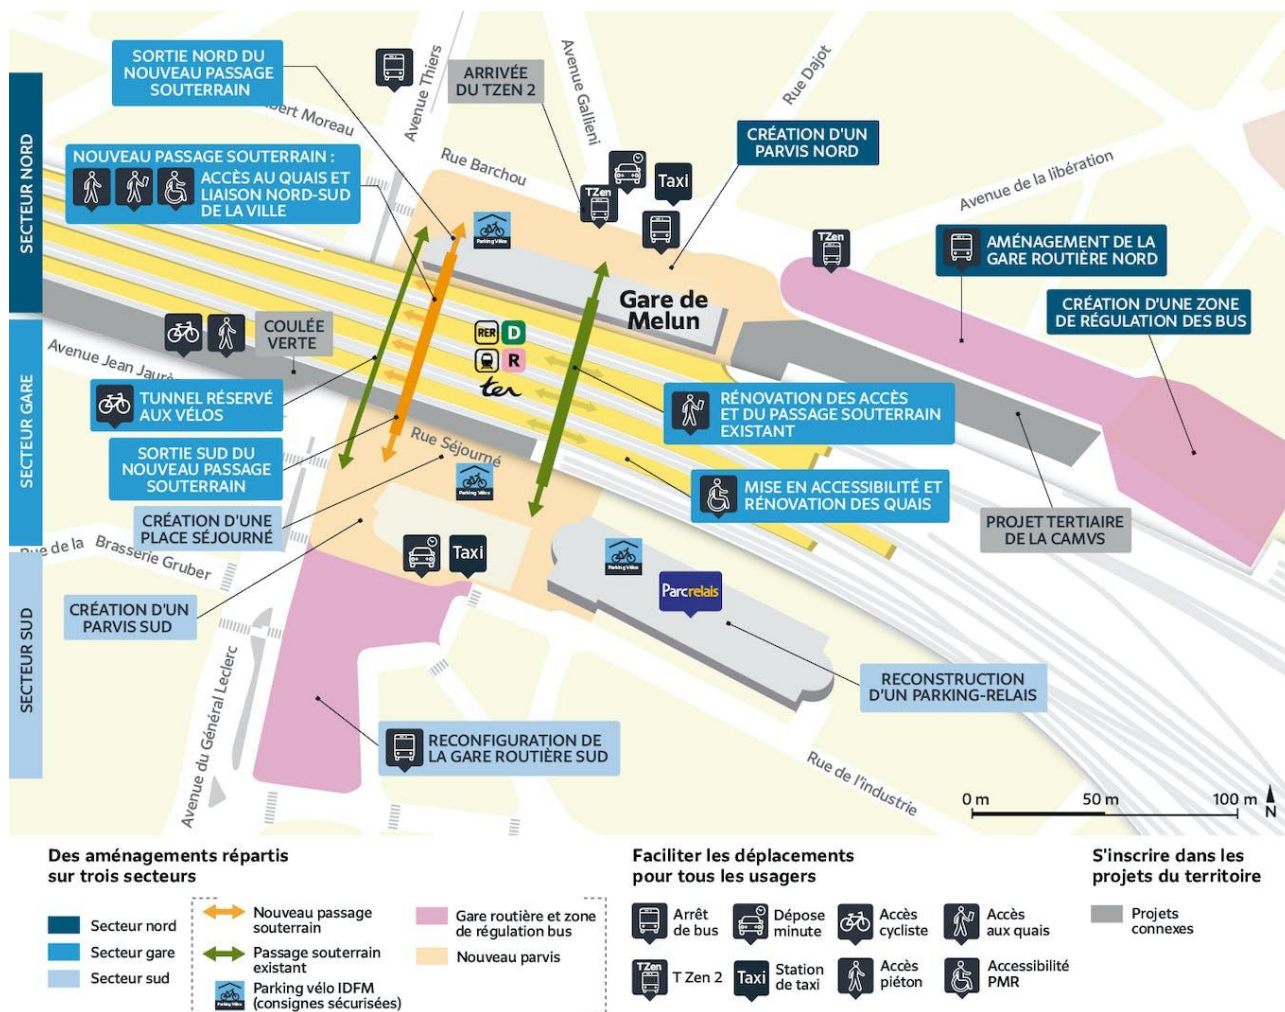 SECTEUR NORD
SECTEUR GARE
SECTEUR SUD
SORTIE NORD DU
NOUVEAU PASSAGE
SOUTERRAIN
Avenue Thiers
ARRIVÉE
DU TZEN 2
Avenue Gallieni
Rue Dajot
CRÉATION D'UN
PARVIS NORD
Moreau
Rue Barchou
Avenue de la libération
NOUVEAU PASSAGE SOUTERRAIN :
ACCÈS AU QUAIS ET
LIAISON NORD-SUD
DE LA VILLE
TZen
Taxi
Parking Vélos
TZen
AMÉNAGEMENT DE LA
GARE ROUTIÈRE NORD
CRÉATION D'UNE ZONE
DE RÉGULATION DES BUS
Gare de
Melun
RER D
R
ter
COULÉE
VERTE
Avenue Jean
TUNNEL RÉSERVÉ
AUX VÉLOS
RÉNOVATION DES ACCÈS
ET DU PASSAGE SOUTERRAIN
EXISTANT
SORTIE SUD DU
NOUVEAU PASSAGE
SOUTERRAIN
Rue Séjourné
Parking Vélos
MISE EN ACCESSIBILITÉ ET
RÉNOVATION DES QUAIS
CRÉATION D'UNE
PLACE SÉJOURNÉ
PROJET TERTIAIRE
DE LA CAMVS
Rue de la Brasserie Gruber
Taxi
Parking Vélos
Parcrelais
CRÉATION D'UN
PARVIS SUD
RECONSTRUCTION
D'UN PARKING-RELAIS
Avenue du Général Leclerc
RECONFIGURATION DE
LA GARE ROUTIÈRE SUD
Rue de l'industrie
0 m 50 m 100 m
N
Des aménagements répartis
sur trois secteurs
Secteur nord
Secteur gare
Secteur sud
Nouveau passage
souterrain
Passage souterrain
existant
Parking Vélos
Parking vélo IDFM
(consignes sécurisées)
Gare routière et zone
de régulation bus
Nouveau parvis
Faciliter les déplacements
pour tous les usagers
Arrêt
de bus
Dépose
minute
Accès
cycliste
Accès
aux quais
TZen
T Zen 2
Taxi
Station
de taxi
Accès
piéton
Accessibilité
PMR
S'inscrire dans les
projets du territoire
Projets
connexes